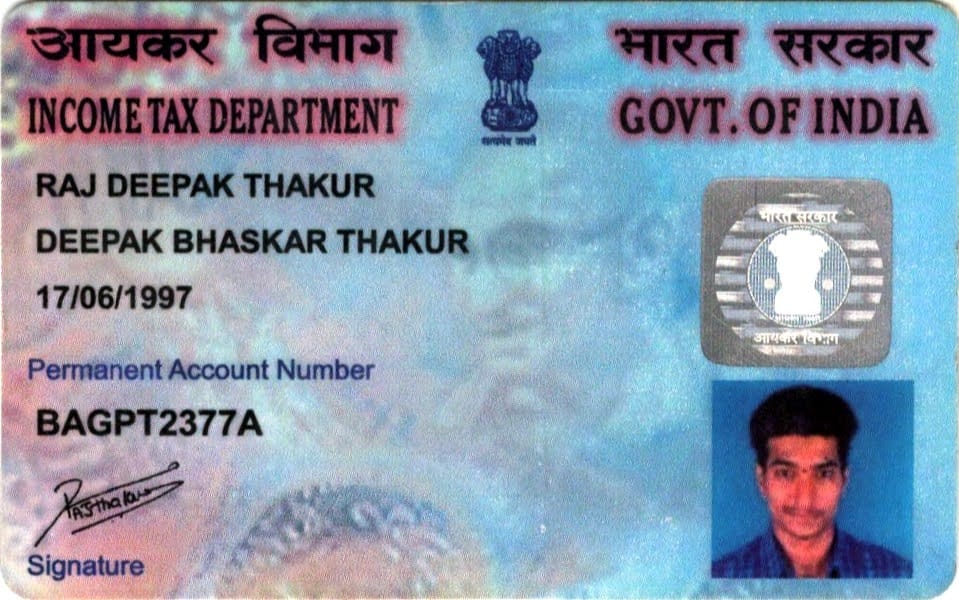 आयकर विभाग
भारत सरकार
INCOME TAX DEPARTMENT
GOVT. OF INDIA
सत्यमेव जयते
RAJ DEEPAK THAKUR
DEEPAK BHASKAR THAKUR
17/06/1997
भारत सरकार
आयकर विभाग
Permanent Account Number
BAGPT2377A
RajThakur
Signature